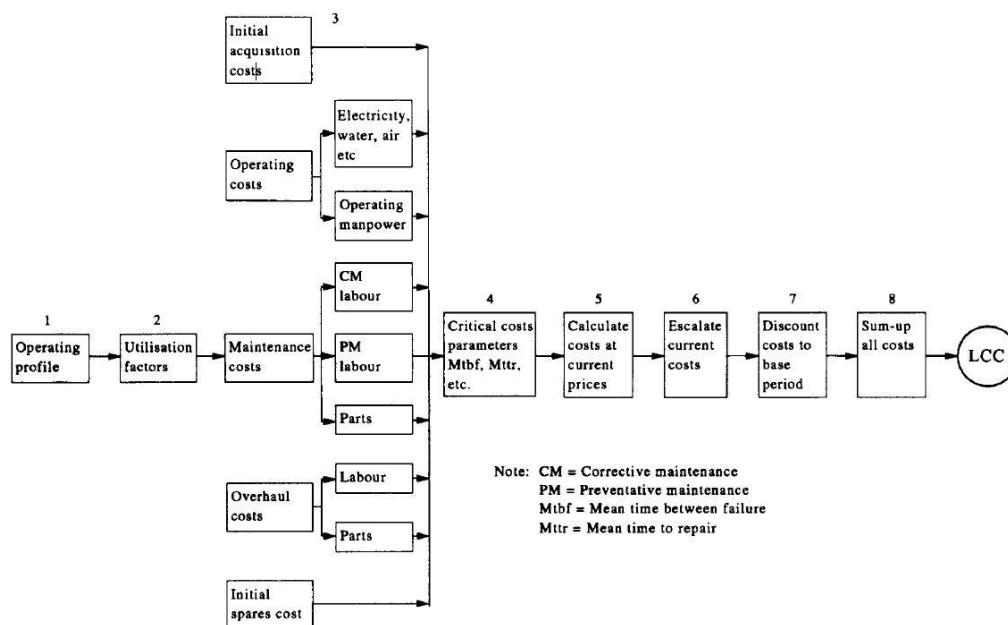 3
Initial
acquisition
costs
Electricity,
water, air
etc
Operating
costs
Operating
manpower
CM
labour
1
Operating
profile
2
Utilisation
factors
Maintenance
costs
PM
labour
Parts
4
Critical costs
parameters
Mtbf, Mttr,
etc.
5
Calculate
costs at
current
prices
6
Escalate
current
costs
7
Discount
costs to
base
period
8
Sum-up
all costs
LCC
Overhaul
costs
Labour
Parts
Initial
spares cost
Note: CM = Corrective maintenance
PM = Preventative maintenance
Mtbf = Mean time between failure
Mttr = Mean time to repair